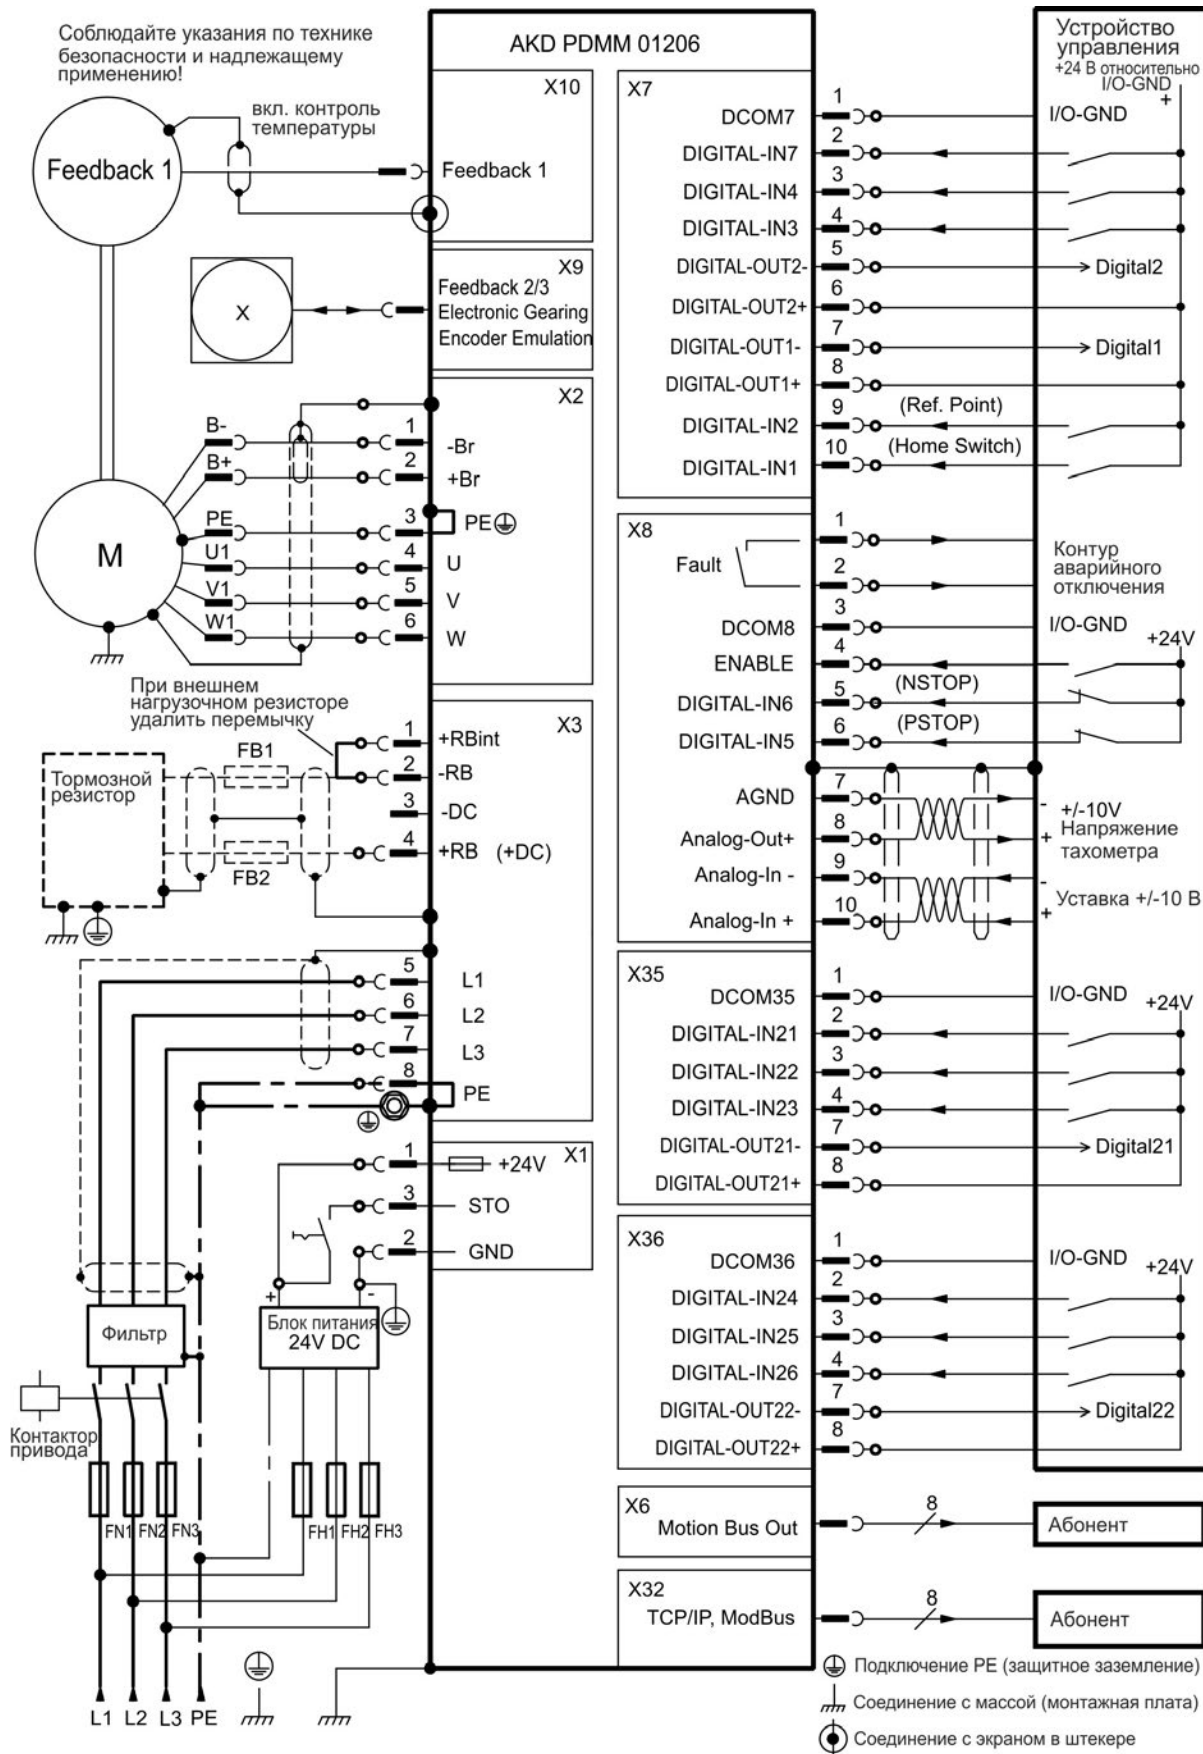 Соблюдайте указания по технике
безопасности и надлежащему
применению!
AKD PDMM 01206
Feedback 1
вкл. контроль
температуры
X10
Feedback 1
X
X9
Feedback 2/3
Electronic Gearing
Encoder Emulation
X2
B-
1
-Br
B+
2
+Br
PE
3
PE
U1
4
U
V1
5
V
W1
6
W
M
При внешнем
нагрузочном резисторе
удалить перемычку
X3
Тормозной
резистор
FB1
FB2
1
+RBint
2
-RB
3
-DC
4
+RB (+DC)
5
L1
6
L2
7
L3
8
PE
X1
1
+24V
3
STO
2
GND
+
-
Блок питания
24V DC
Фильтр
Контактор
привода
FN1
FN2
FN3
FH1
FH2
FH3
L1
L2
L3
PE
X7
DCOM7
1
DIGITAL-IN7
2
DIGITAL-IN4
3
DIGITAL-IN3
4
DIGITAL-OUT2-
5
Digital2
DIGITAL-OUT2+
6
DIGITAL-OUT1-
7
Digital1
DIGITAL-OUT1+
8
DIGITAL-IN2
9
(Ref. Point)
DIGITAL-IN1
10
(Home Switch)
Устройство
управления
+24 В относительно
I/O-GND
+
I/O-GND
X8
Fault
1
2
Контур
аварийного
отключения
DCOM8
3
I/O-GND
+24V
ENABLE
4
DIGITAL-IN6
5
(NSTOP)
DIGITAL-IN5
6
(PSTOP)
AGND
7
-
Analog-Out+
8
+
+/-10V
Напряжение
тахометра
Analog-In -
9
-
Analog-In +
10
+
Уставка +/-10 В
X35
DCOM35
1
I/O-GND
+24V
DIGITAL-IN21
2
DIGITAL-IN22
3
DIGITAL-IN23
4
DIGITAL-OUT21-
7
Digital21
DIGITAL-OUT21+
8
X36
DCOM36
1
I/O-GND
+24V
DIGITAL-IN24
2
DIGITAL-IN25
3
DIGITAL-IN26
4
DIGITAL-OUT22-
7
Digital22
DIGITAL-OUT22+
8
X6
Motion Bus Out
8
Абонент
X32
TCP/IP, ModBus
8
Абонент
Подключение PE (защитное заземление)
Соединение с массой (монтажная плата)
Соединение с экраном в штекере